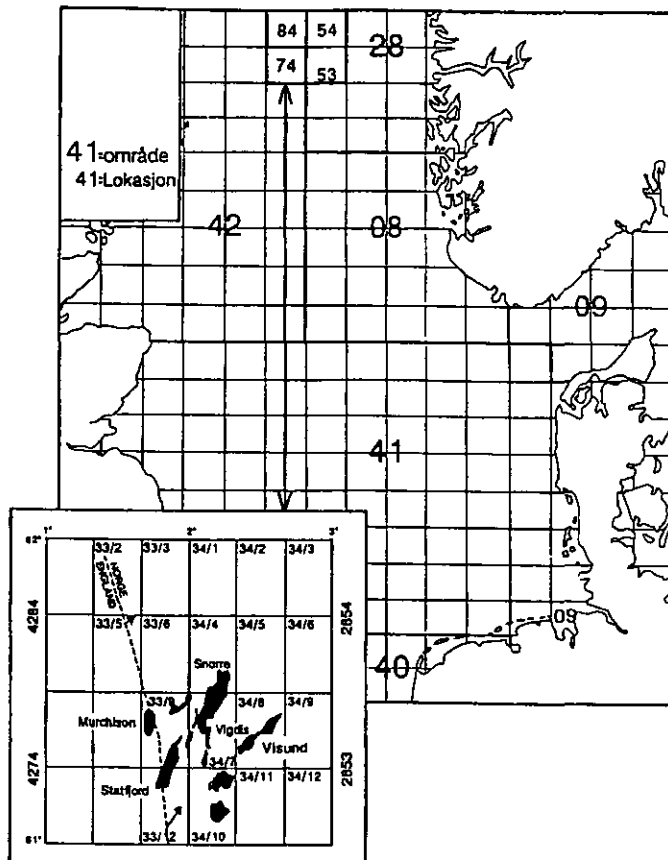 84 54
28
74 53
41=område
41=Lokasjon
42 08
09
41
09
40
1° 2° 3°
62° 33/2 33/3 34/1 34/2 34/3
NORGE
ENGLAND
4284 33/5 33/6 34/4 34/5 34/6 2854
Snorre
33/9 34/8 34/9
Murchison Vigdis
Visund
34/7
4274 34/11 34/12 2853
Statfjord
61° 33/12 34/10